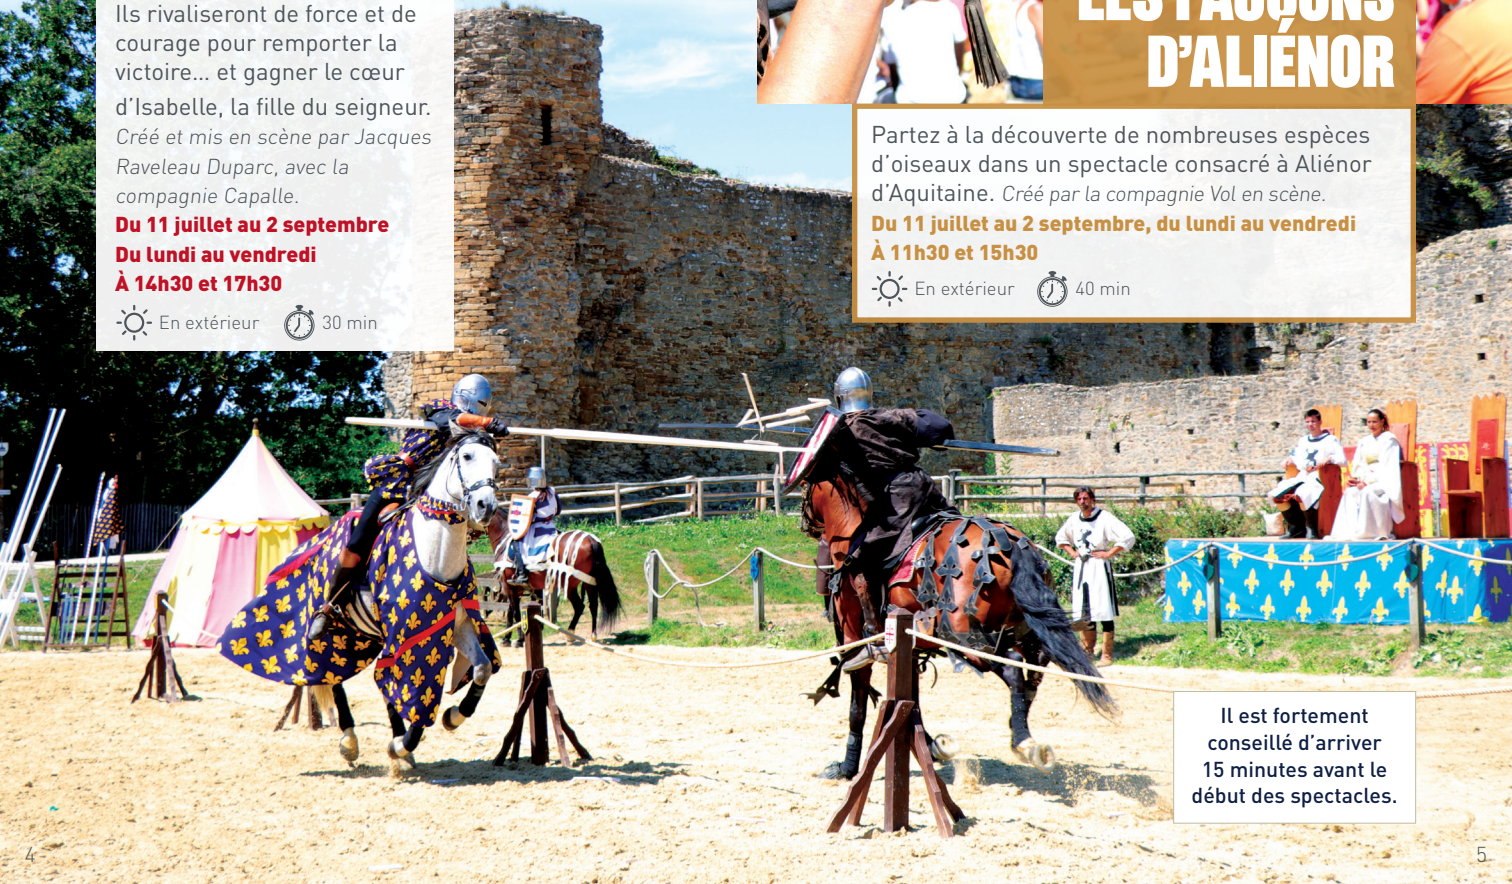 Ils rivaliseront de force et de
courage pour remporter la
victoire... et gagner le cœur
d’Isabelle, la fille du seigneur.
Créé et mis en scène par Jacques
Raveleau Duparc, avec la
compagnie Capalle.
Du 11 juillet au 2 septembre
Du lundi au vendredi
À 14h30 et 17h30
En extérieur
30 min
LES FAUCONS
D’ALIÉNOR
Partez à la découverte de nombreuses espèces
d’oiseaux dans un spectacle consacré à Aliénor
d’Aquitaine. Créé par la compagnie Vol en scène.
Du 11 juillet au 2 septembre, du lundi au vendredi
À 11h30 et 15h30
En extérieur
40 min
Il est fortement
conseillé d’arriver
15 minutes avant le
début des spectacles.
4
5